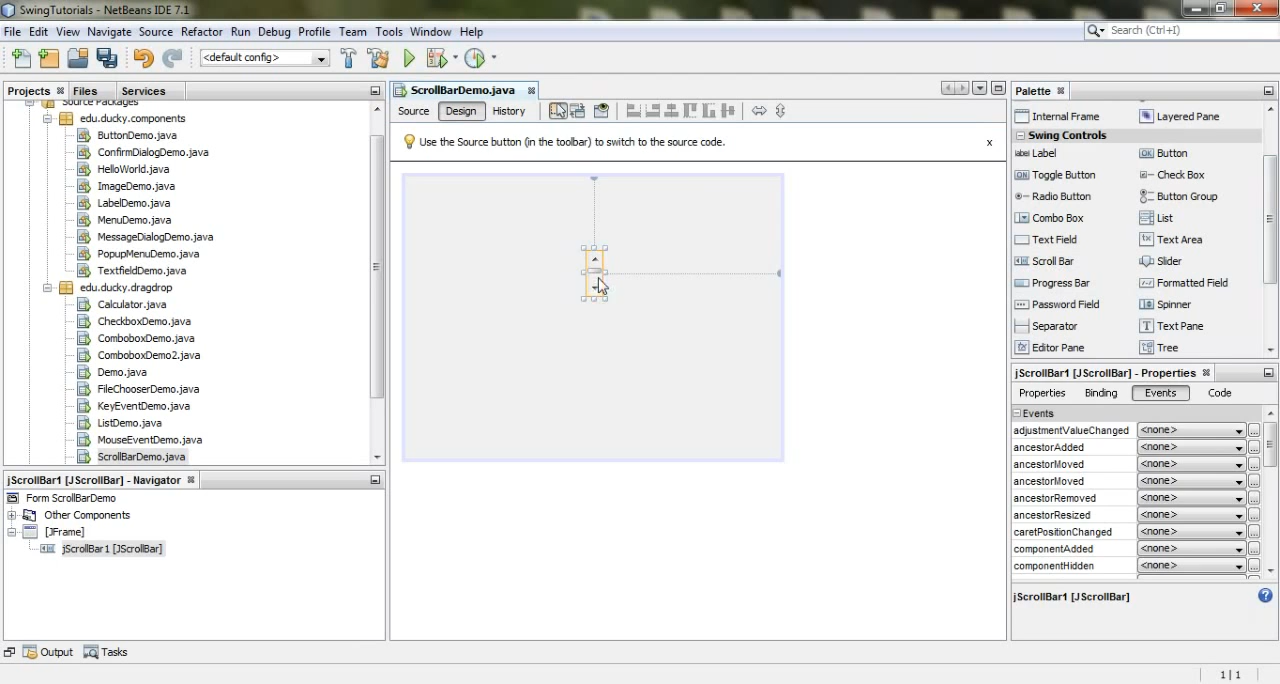 SwingTutorials - NetBeans IDE 7.1
File Edit View Navigate Source Refactor Run Debug Profile Team Tools Window Help
Search (Ctrl+I)
<default config>
Projects Files Services
Source Packages
edu.ducky.components
ButtonDemo.java
ConfirmDialogDemo.java
HelloWorld.java
ImageDemo.java
LabelDemo.java
MenuDemo.java
MessageDialogDemo.java
PopupMenuDemo.java
TextfieldDemo.java
edu.ducky.dragdrop
Calculator.java
CheckboxDemo.java
ComboboxDemo.java
ComboboxDemo2.java
Demo.java
FileChooserDemo.java
KeyEventDemo.java
ListDemo.java
MouseEventDemo.java
ScrollBarDemo.java
jScrollBar1 [JScrollBar] - Navigator
Form ScrollBarDemo
Other Components
[JFrame]
jScrollBar1 [JScrollBar]
Output Tasks
ScrollBarDemo.java
Source Design History
Use the Source button (in the toolbar) to switch to the source code.
x
Palette
Internal Frame Layered Pane
Swing Controls
label Label OK Button
ON Toggle Button Check Box
Radio Button Button Group
Combo Box List
Text Field Text Area
Scroll Bar Slider
Progress Bar Formatted Field
Password Field Spinner
Separator T Text Pane
Editor Pane Tree
jScrollBar1 [JScrollBar] - Properties
Properties Binding Events Code
Events
adjustmentValueChanged <none> ...
ancestorAdded <none> ...
ancestorMoved <none> ...
ancestorMoved <none> ...
ancestorRemoved <none> ...
ancestorResized <none> ...
caretPositionChanged <none> ...
componentAdded <none> ...
componentHidden <none> ...
jScrollBar1 [JScrollBar]
?
1 | 1